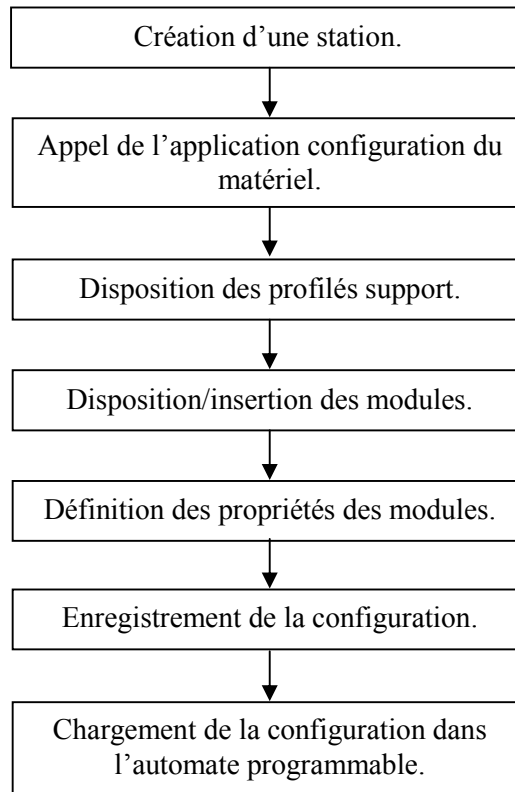 Création d’une station.
Appel de l’application configuration du
matériel.
Disposition des profilés support.
Disposition/insertion des modules.
Définition des propriétés des modules.
Enregistrement de la configuration.
Chargement de la configuration dans
l’automate programmable.